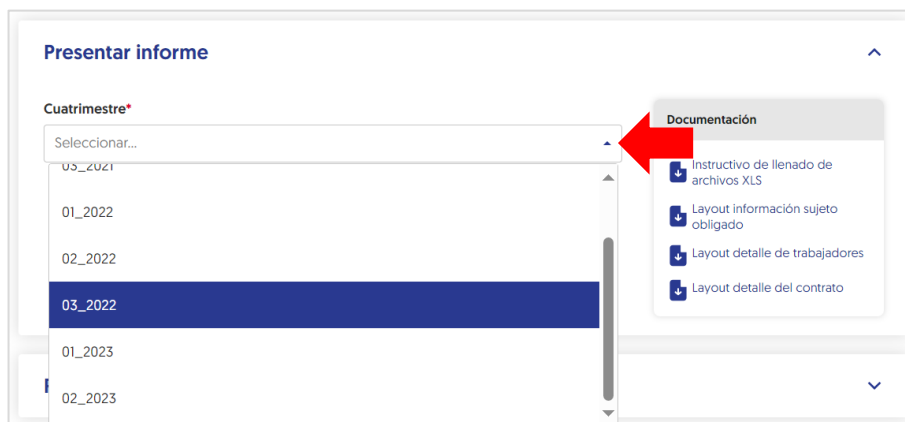 Presentar informe
Cuatrimestre*
Seleccionar...
03_2021
01_2022
02_2022
03_2022
01_2023
02_2023
Documentación
Instructivo de llenado de
archivos XLS
Layout información sujeto
obligado
Layout detalle de trabajadores
Layout detalle del contrato